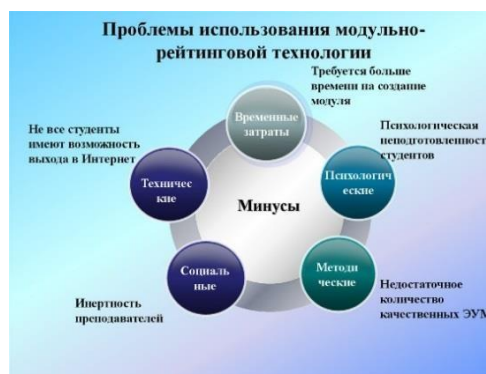 Проблемы использования модульно-
рейтинговой технологии
Требуется больше
времени на создание
модуля
Временные
затраты
Не все студенты
имеют возможность
выхода в Интернет
Психологическая
неподготовленност
студентов
Техничес
кие
Психологич
еские
Минусы
Социаль
ные
Методи
ческие
Инертность
преподавателей
Недостаточное
количество
качественных ЭУМ